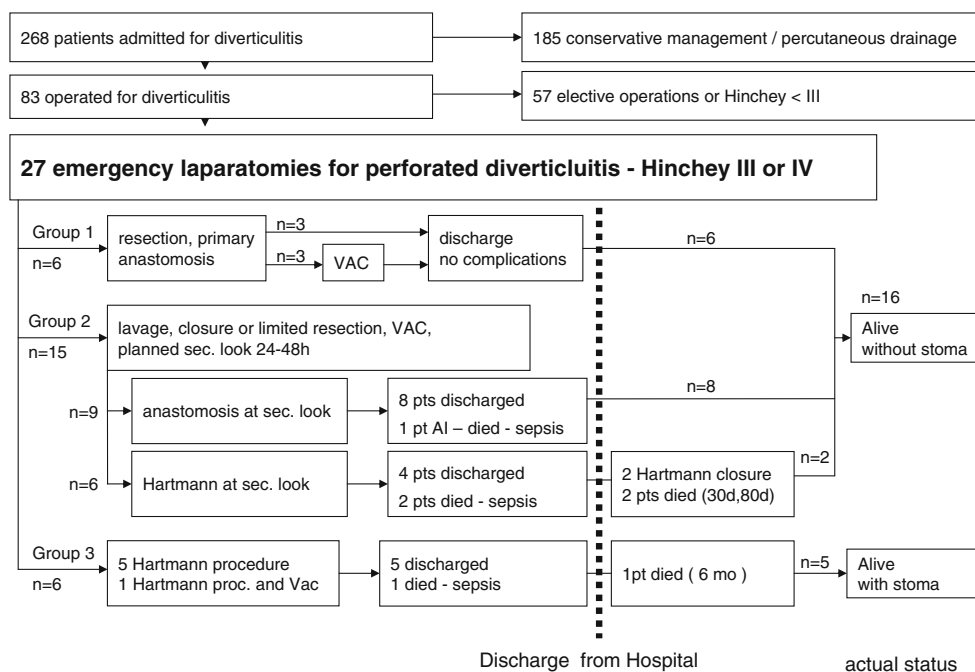 268 patients admitted for diverticulitis
185 conservative management / percutaneous drainage
83 operated for diverticulitis
57 elective operations or Hinchey < III
27 emergency laparatomies for perforated diverticluitis - Hinchey III or IV
Group 1
n=6
resection, primary
anastomosis
n=3
n=3
VAC
discharge
no complications
n=6
n=16
Alive
without stoma
Group 2
n=15
lavage, closure or limited resection, VAC,
planned sec. look 24-48h
n=9
anastomosis at sec. look
8 pts discharged
1 pt AI – died - sepsis
n=8
n=6
Hartmann at sec. look
4 pts discharged
2 pts died - sepsis
2 Hartmann closure
2 pts died (30d,80d)
n=2
Group 3
n=6
5 Hartmann procedure
1 Hartmann proc. and Vac
5 discharged
1 died - sepsis
1pt died ( 6 mo )
n=5
Alive
with stoma
Discharge from Hospital
actual status